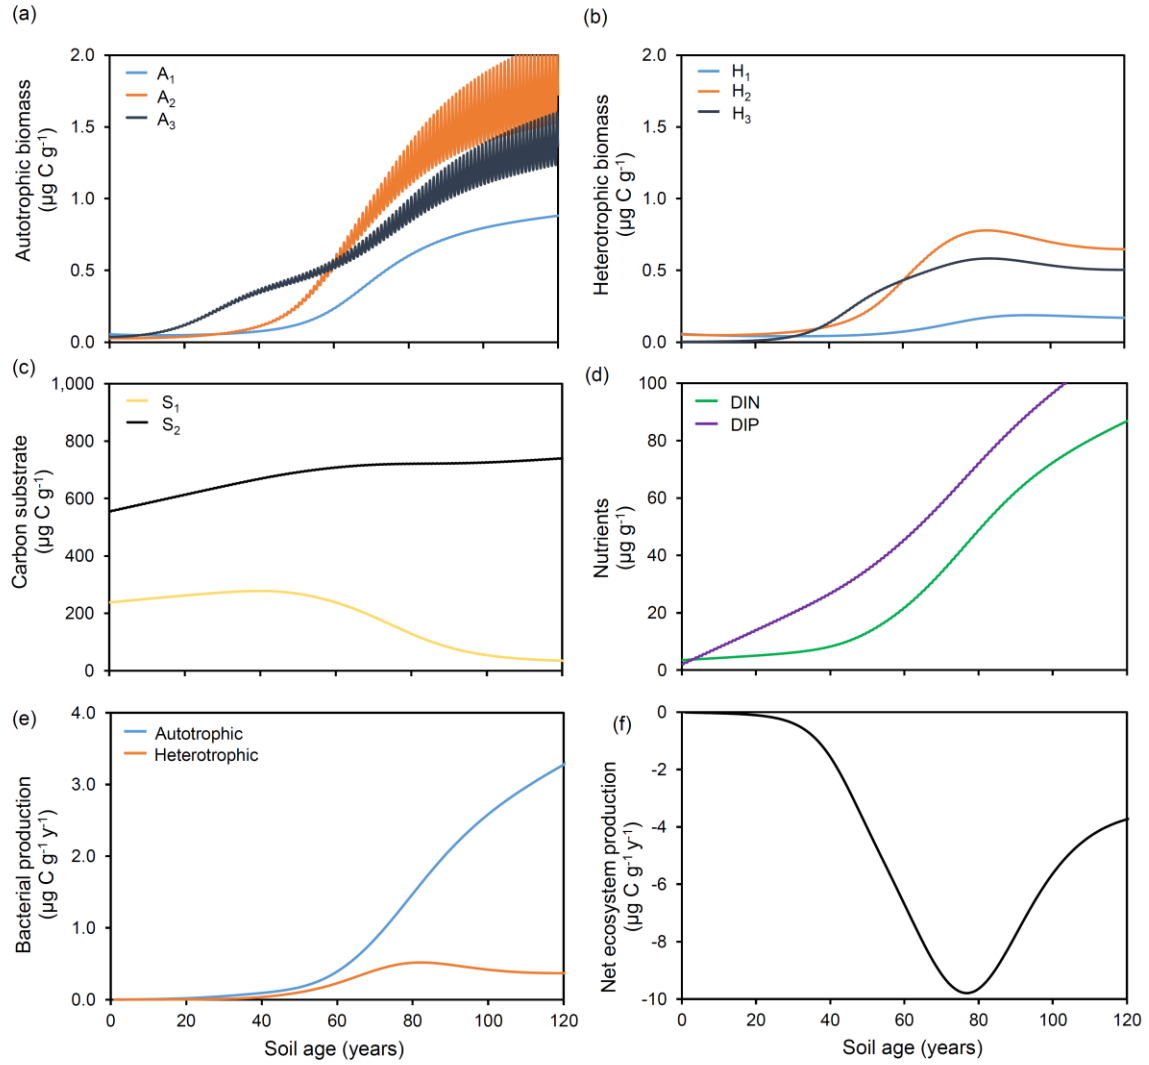 (a)
Autotrophic biomass
(µg C g⁻¹)
2.0
1.5
1.0
0.5
0.0
A₁
A₂
A₃
(b)
Heterotrophic biomass
(µg C g⁻¹)
2.0
1.5
1.0
0.5
0.0
H₁
H₂
H₃
(c)
Carbon substrate
(µg C g⁻¹)
1,000
800
600
400
200
0
S₁
S₂
(d)
Nutrients
(µg g⁻¹)
100
80
60
40
20
0
DIN
DIP
(e)
Bacterial production
(µg C g⁻¹ y⁻¹)
4.0
3.0
2.0
1.0
0.0
Autotrophic
Heterotrophic
0 20 40 60 80 100 120
Soil age (years)
(f)
Net ecosystem production
(µg C g⁻¹ y⁻¹)
0
-2
-4
-6
-8
-10
0 20 40 60 80 100 120
Soil age (years)